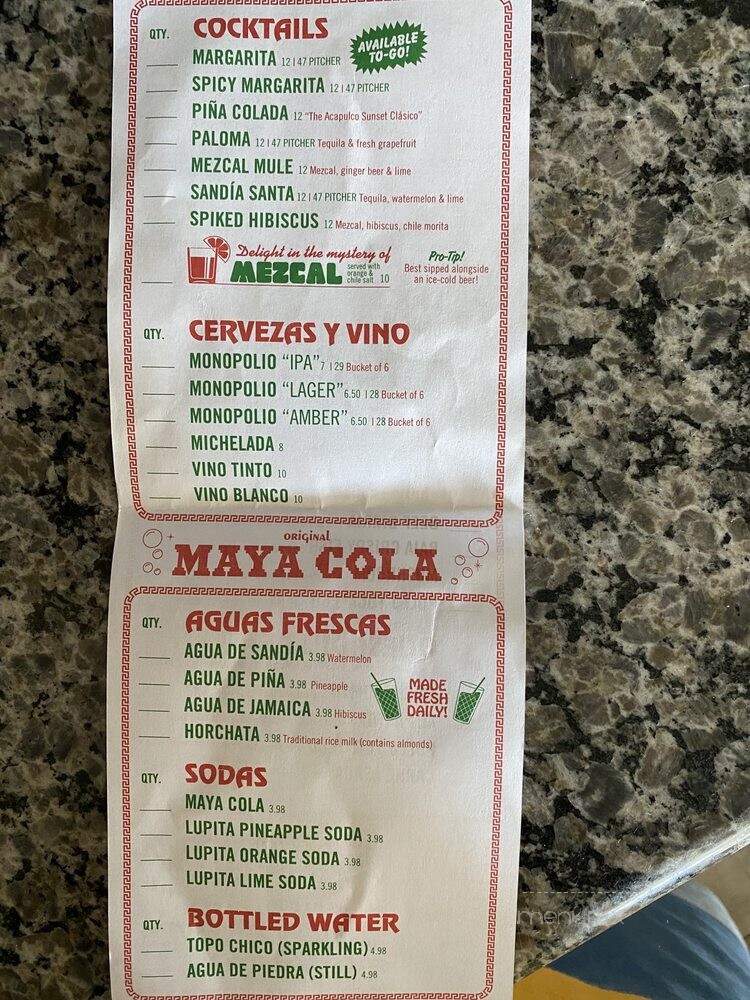 QTY. COCKTAILS
AVAILABLE TO-GO!
MARGARITA 12 | 47 PITCHER
SPICY MARGARITA 12 | 47 PITCHER
PIÑA COLADA 12 "The Acapulco Sunset Clásico"
PALOMA 12 | 47 PITCHER Tequila & fresh grapefruit
MEZCAL MULE 12 Mezcal, ginger beer & lime
SANDÍA SANTA 12 | 47 PITCHER Tequila, watermelon & lime
SPIKED HIBISCUS 12 Mezcal, hibiscus, chile morita
Delight in the mystery of
MEZCAL served with orange & chile salt 10
Pro-Tip!
Best sipped alongside
an ice-cold beer!
QTY. CERVEZAS Y VINO
MONOPOLIO "IPA" 7 | 29 Bucket of 6
MONOPOLIO "LAGER" 6.50 | 28 Bucket of 6
MONOPOLIO "AMBER" 6.50 | 28 Bucket of 6
MICHELADA 8
VINO TINTO 10
VINO BLANCO 10
ORIGINAL
MAYA COLA
QTY. AGUAS FRESCAS
AGUA DE SANDÍA 3.98 Watermelon
AGUA DE PIÑA 3.98 Pineapple
AGUA DE JAMAICA 3.98 Hibiscus
HORCHATA 3.98 Traditional rice milk (contains almonds)
MADE
FRESH
DAILY!
QTY. SODAS
MAYA COLA 3.98
LUPITA PINEAPPLE SODA 3.98
LUPITA ORANGE SODA 3.98
LUPITA LIME SODA 3.98
QTY. BOTTLED WATER
TOPO CHICO (SPARKLING) 4.98
AGUA DE PIEDRA (STILL) 4.98